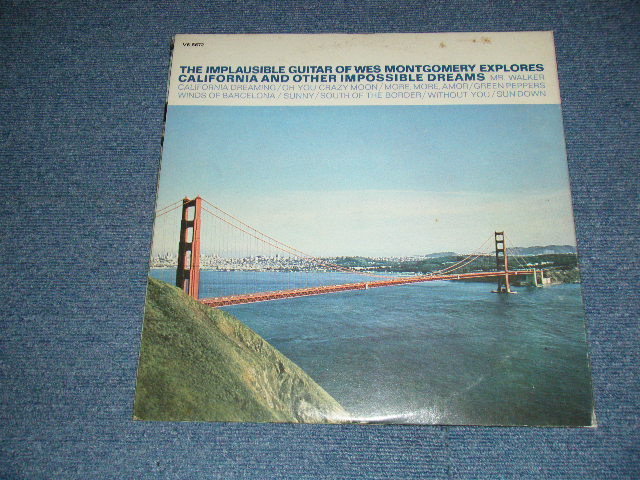 V6-8672
THE IMPLAUSIBLE GUITAR OF WES MONTGOMERY EXPLORES
CALIFORNIA AND OTHER IMPOSSIBLE DREAMS MR. WALKER
CALIFORNIA DREAMING/OH YOU CRAZY MOON/MORE, MORE, AMOR/GREEN PEPPERS
WINDS OF BARCELONA/SUNNY/SOUTH OF THE BORDER/WITHOUT YOU/SUN DOWN